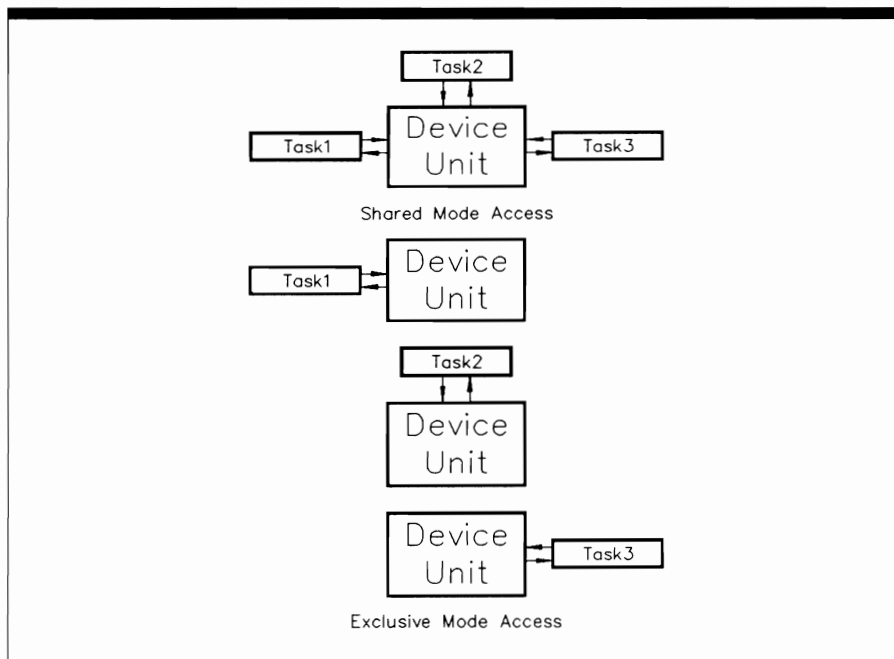 Task2
Device
Unit
Task1
Task3
Shared Mode Access
Device
Unit
Task1
Task2
Device
Unit
Device
Unit
Task3
Exclusive Mode Access